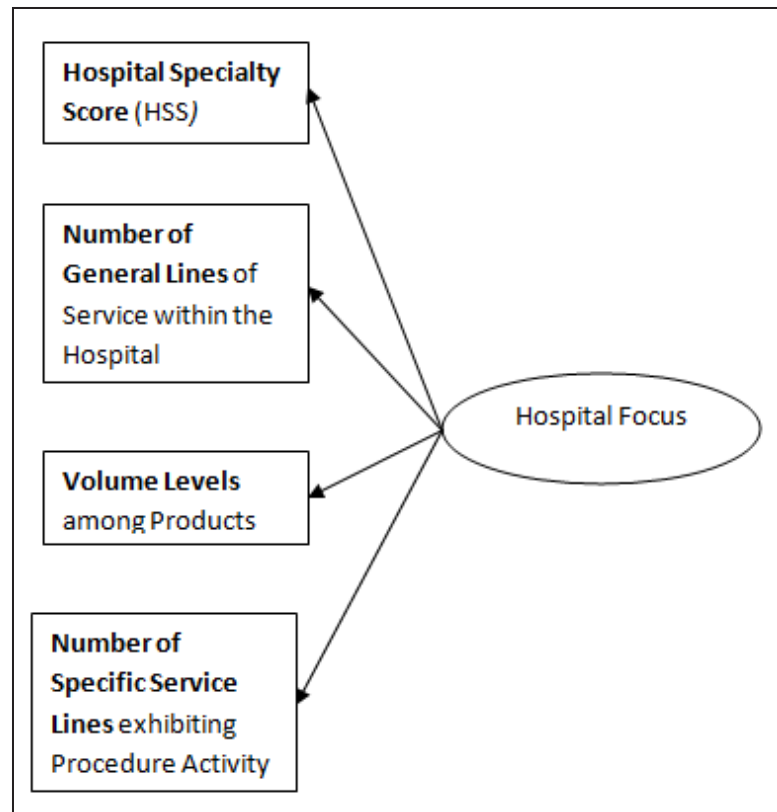 Hospital Specialty
Score (HSS)
Number of
General Lines of
Service within the
Hospital
Hospital Focus
Volume Levels
among Products
Number of
Specific Service
Lines exhibiting
Procedure Activity